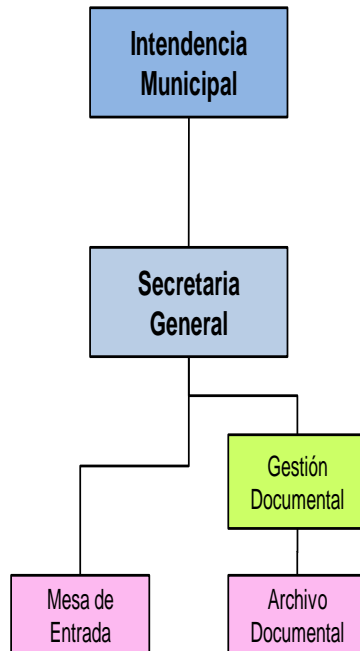 Intendencia
Municipal
Secretaria
General
Gestión
Documental
Mesa de
Entrada
Archivo
Documental